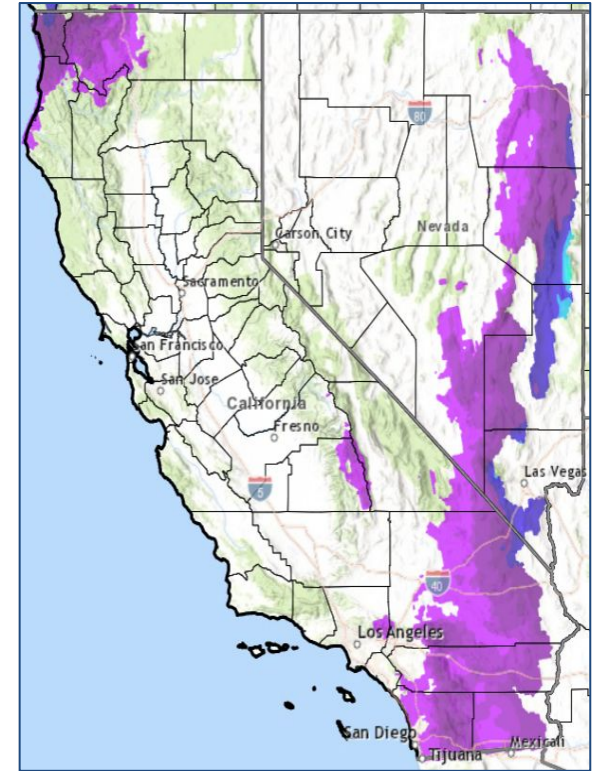 80
Nevada
Carson City
Sacramento
San Francisco
San Jose
California
Fresno
5
Las Vegas
40
Los Angeles
San Diego
Tijuana
Mexicali